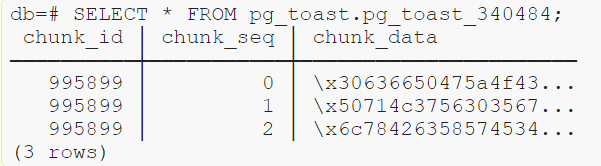 db=# SELECT * FROM pg_toast.pg_toast_340484;
chunk_id | chunk_seq | chunk_data
995899 | 0 | \x30636650475a4f43...
995899 | 1 | \x50714c3756303567...
995899 | 2 | \x6c78426358574534...
(3 rows)